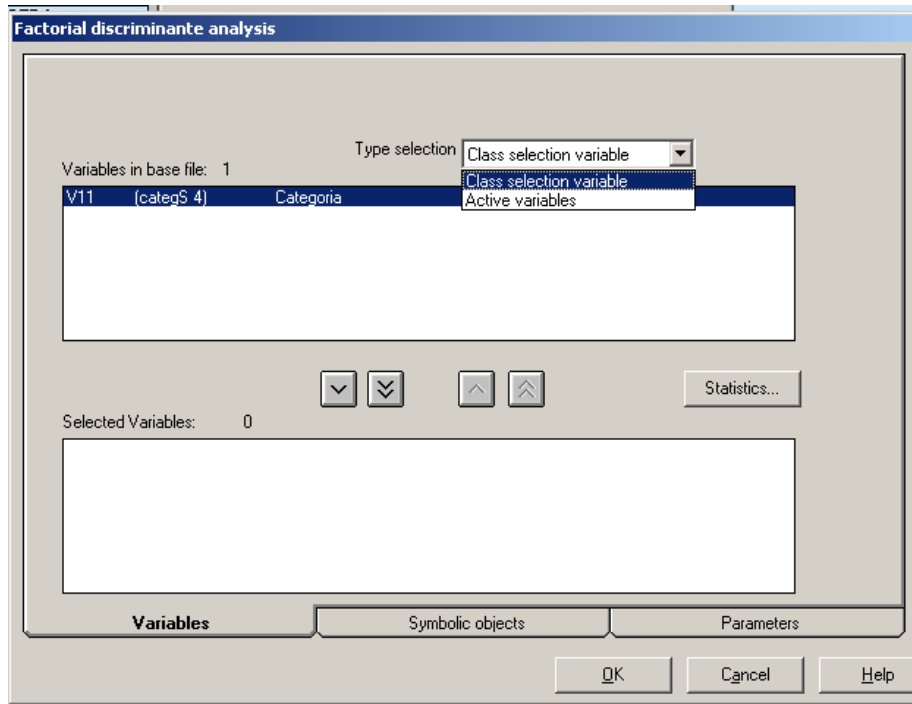 Factorial discriminante analysis
Type selection Class selection variable
Variables in base file: 1
Class selection variable
Active variables
V11 (categS 4) Categoria
Statistics...
Selected Variables: 0
Variables Symbolic objects Parameters
OK Cancel Help